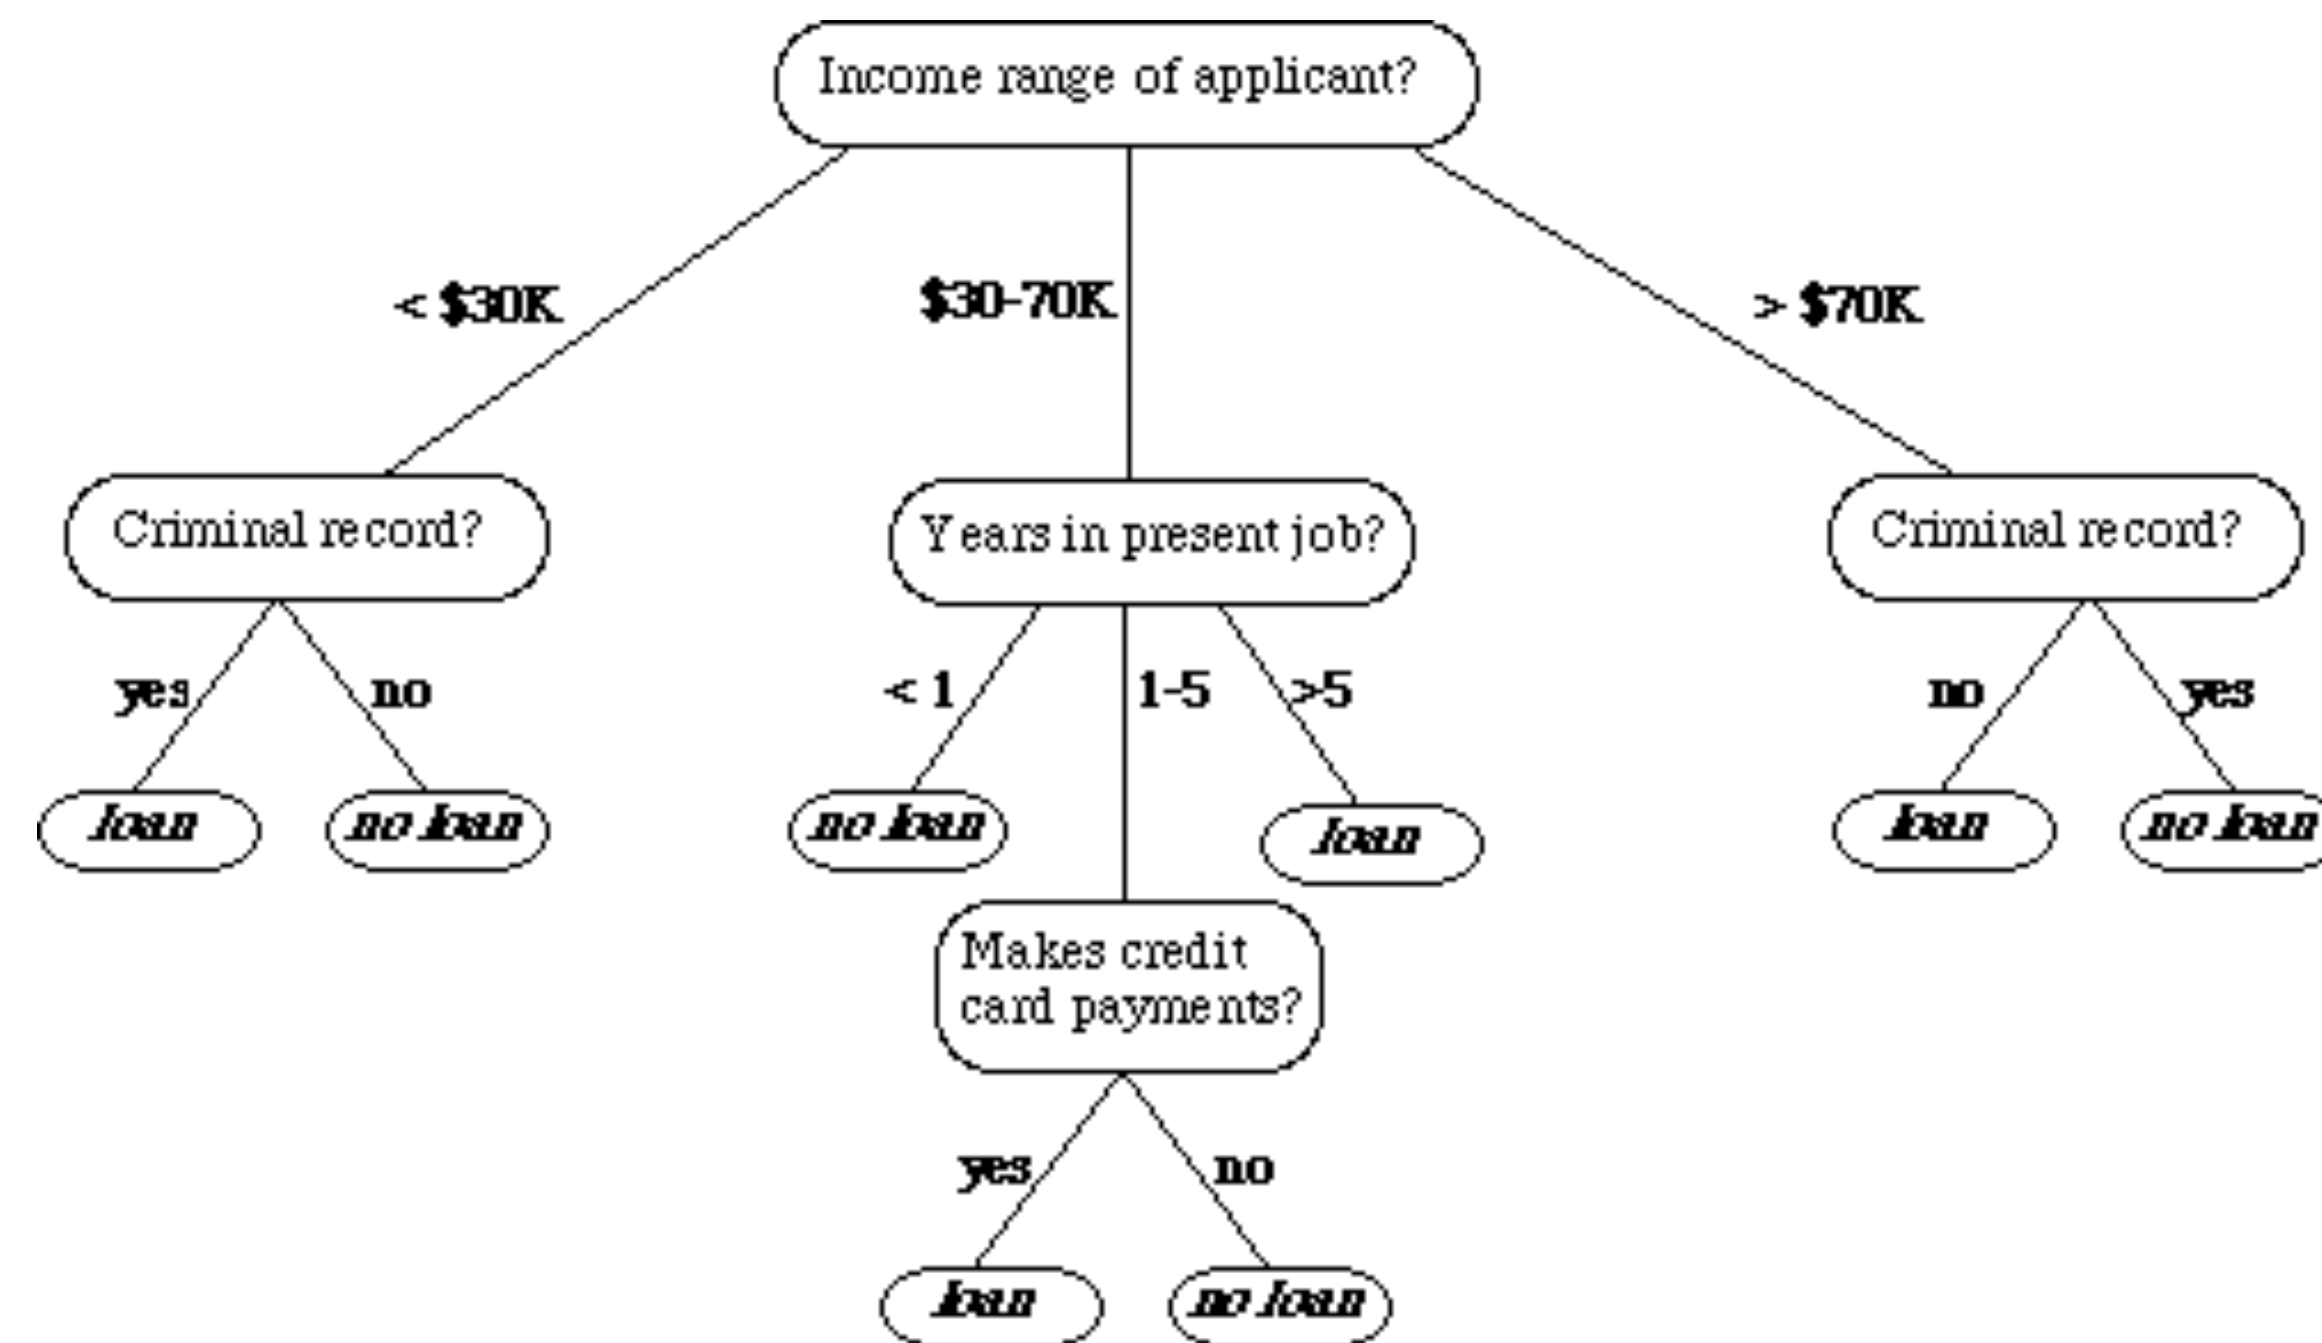 Income range of applicant?
< $30K
$30-70K
> $70K
Criminal record?
Years in present job?
Criminal record?
yes
no
< 1
1-5
>5
no
yes
loan
no loan
no loan
loan
loan
no loan
Makes credit
card payments?
yes
no
loan
no loan